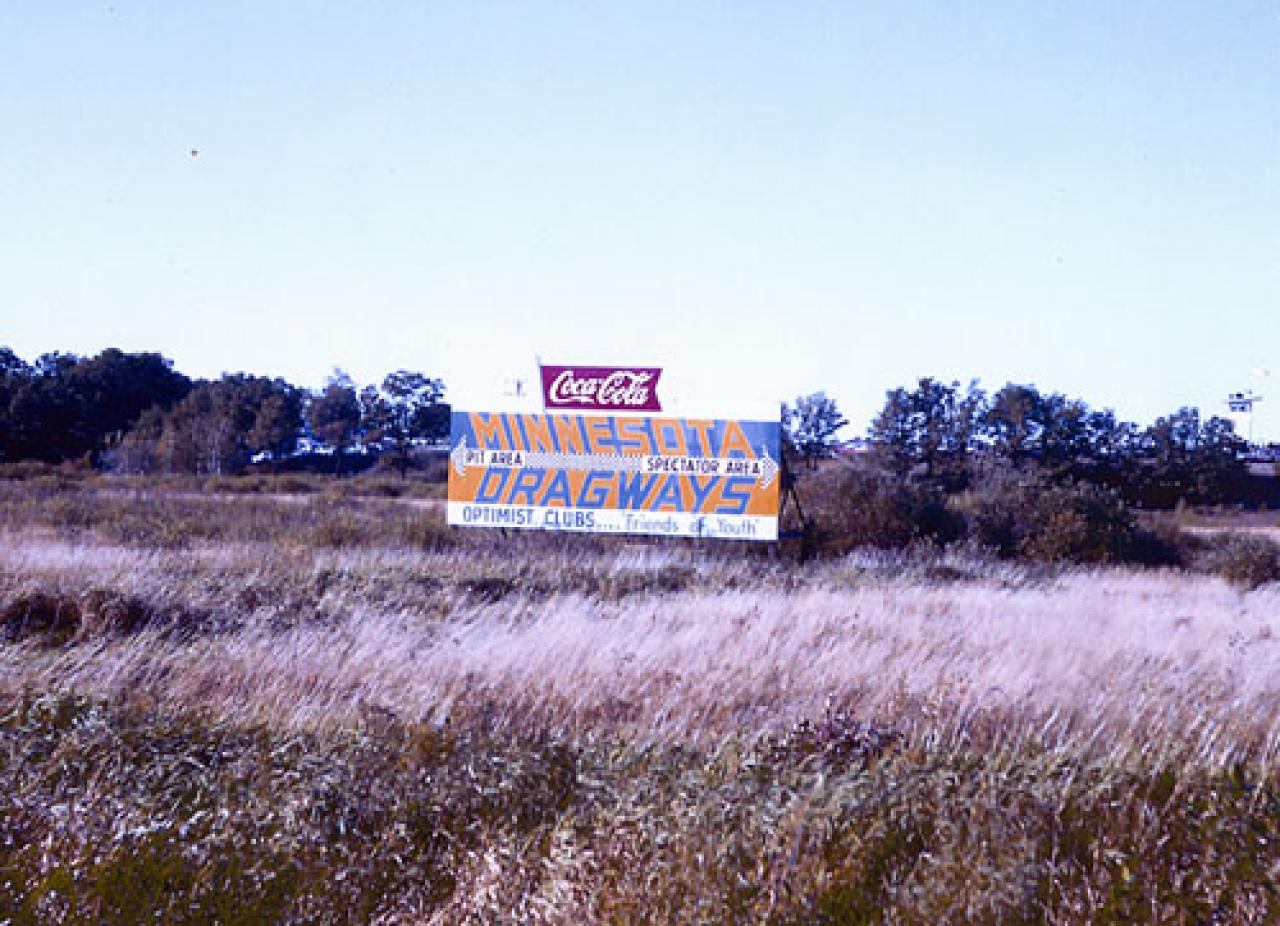 Coca-Cola
MINNESOTA
PIT AREA SPECTATOR AREA
DRAGWAYS
OPTIMIST CLUBS.... "Friends of Youth"